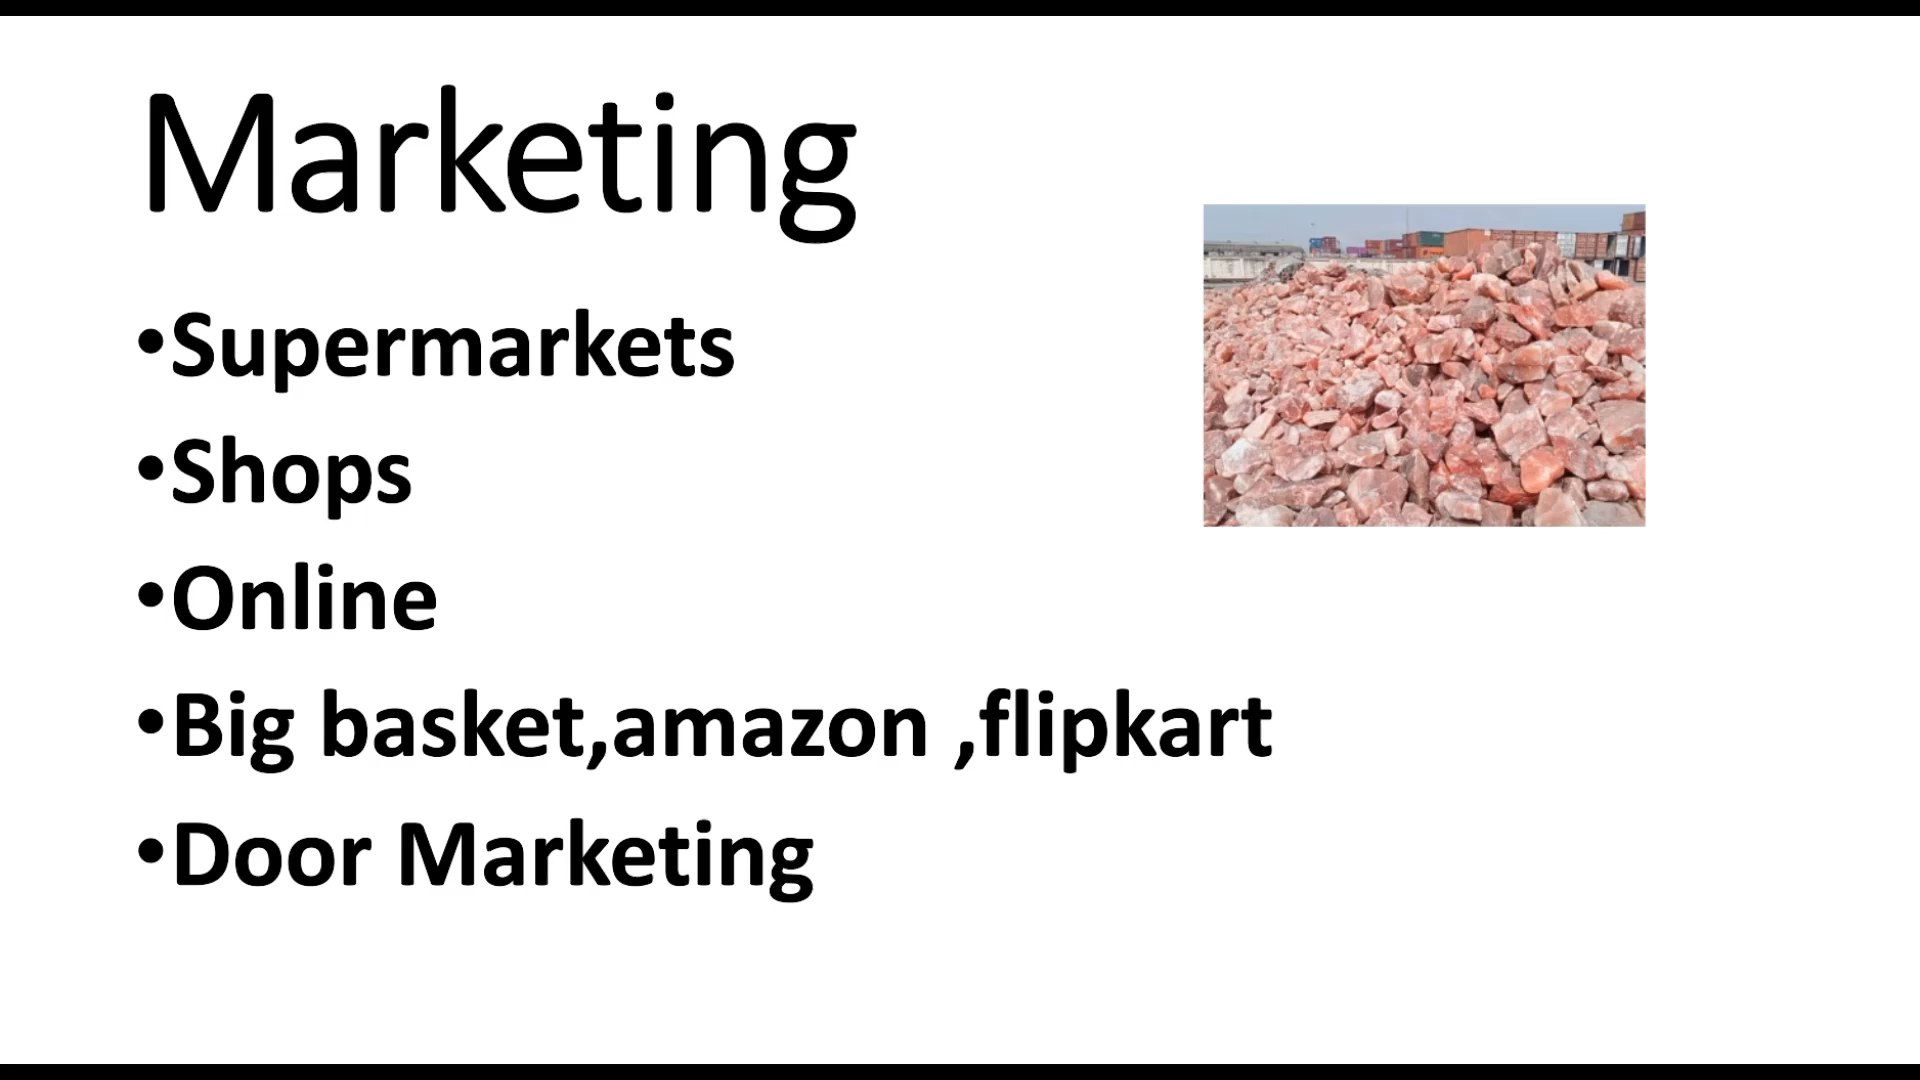 Marketing
•Supermarkets
•Shops
•Online
•Big basket,amazon ,flipkart
•Door Marketing